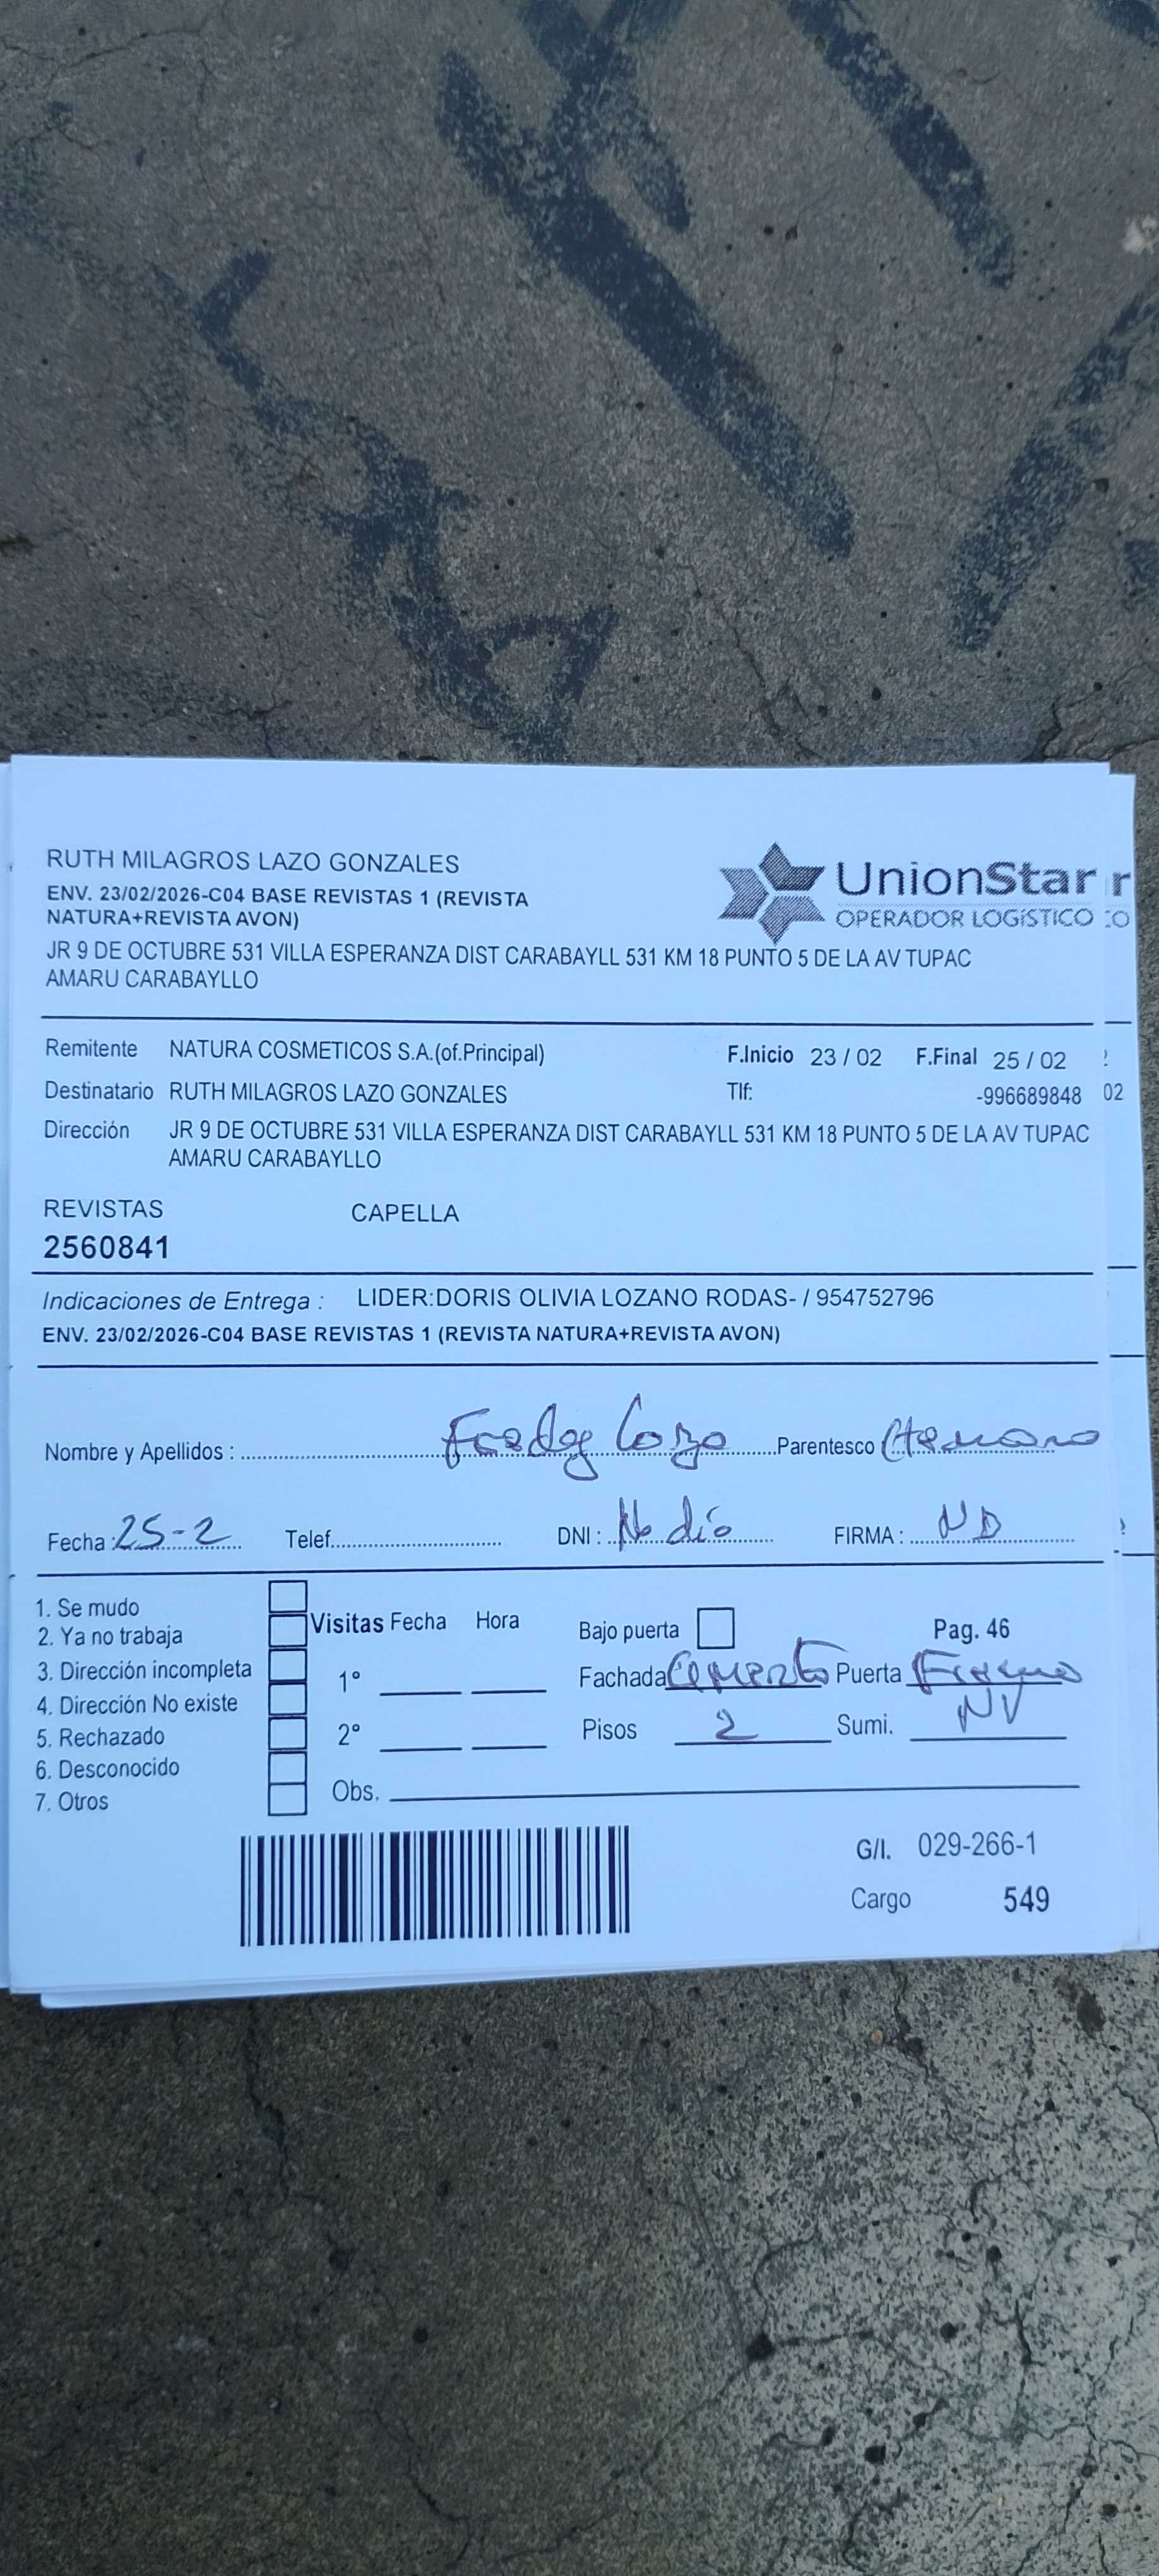 RUTH MILAGROS LAZO GONZALES
ENV. 23/02/2026-C04 BASE REVISTAS 1 (REVISTA
NATURA+REVISTA AVON)
UnionStar r
OPERADOR LOGÍSTICO CO
JR 9 DE OCTUBRE 531 VILLA ESPERANZA DIST CARABAYLL 531 KM 18 PUNTO 5 DE LA AV TUPAC
AMARU CARABAYLLO
Remitente NATURA COSMETICOS S.A.(of.Principal) F.Inicio 23 / 02 F.Final 25 / 02
Destinatario RUTH MILAGROS LAZO GONZALES Tlf: -996689848 02
Dirección JR 9 DE OCTUBRE 531 VILLA ESPERANZA DIST CARABAYLL 531 KM 18 PUNTO 5 DE LA AV TUPAC
AMARU CARABAYLLO
REVISTAS CAPELLA
2560841
Indicaciones de Entrega : LIDER:DORIS OLIVIA LOZANO RODAS- / 954752796
ENV. 23/02/2026-C04 BASE REVISTAS 1 (REVISTA NATURA+REVISTA AVON)
Nombre y Apellidos : Fredy Lazo Parentesco Hermano
Fecha : 25-2 Telef. DNI : No dio FIRMA : ND
1. Se mudo
2. Ya no trabaja
3. Dirección incompleta
4. Dirección No existe
5. Rechazado
6. Desconocido
7. Otros
Visitas Fecha Hora
1°
2°
Obs.
Bajo puerta Pag. 46
Fachada Cemento Puerta
Pisos 2 Sumi. NV
G/I. 029-266-1
Cargo 549